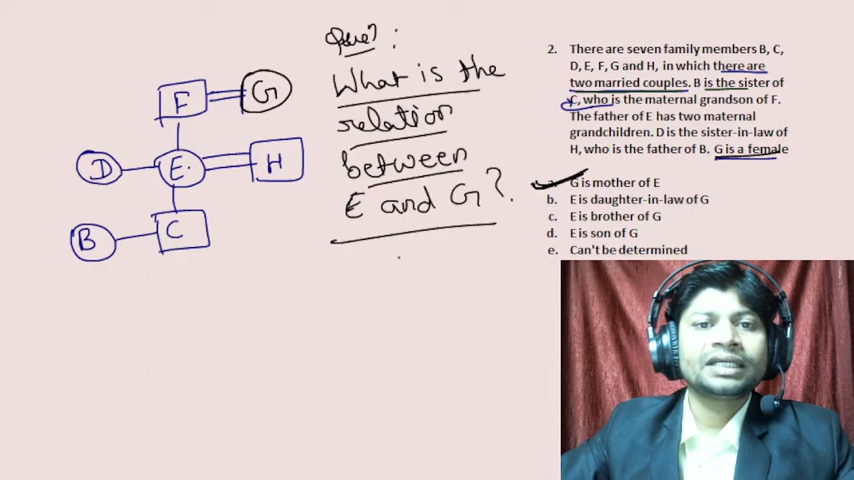 Que? :
What is the
relation
between
E and G?
F
G
D
E
H
B
C
2. There are seven family members B, C,
D, E, F, G and H, in which there are
two married couples. B is the sister of
C, who is the maternal grandson of F.
The father of E has two maternal
grandchildren. D is the sister-in-law of
H, who is the father of B. G is a female
a. G is mother of E
b. E is daughter-in-law of G
c. E is brother of G
d. E is son of G
e. Can't be determined